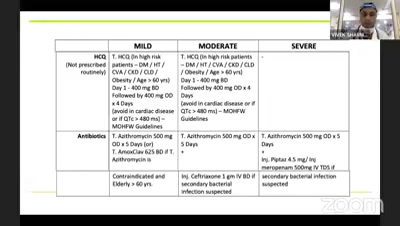 VIVEK SHARMA
MILD MODERATE SEVERE
HCQ
(Not prescribed
routinely)
T. HCQ (In high risk
patients – DM / HT /
CVA / CKD / CLD /
Obesity / Age > 60 yrs)
Day 1 - 400 mg BD
Followed by 400 mg OD
x 4 Days
(avoid in cardiac disease
or if QTc > 480 ms) –
MOHFW Guidelines
T. HCQ (In high risk patients
– DM / HT / CVA / CKD / CLD
/ Obesity / Age > 60 yrs)
Day 1 - 400 mg BD
Followed by 400 mg OD x 4
Days
(avoid in cardiac disease or if
QTc > 480 ms) – MOHFW
Guidelines
-
Antibiotics
T. Azithromycin 500 mg
OD x 5 Days (or)
T. AmoxClav 625 BD if T.
Azithromycin is
T. Azithromycin 500 mg OD x 5
Days
+
T. Azithromycin 500 mg OD x 5
Days
+
Inj. Piptaz 4.5 mg/ Inj
meropenam 500mg IV TDS if
Contraindicated and
Elderly > 60 yrs.
Inj. Ceftriaxone 1 gm IV BD if
secondary bacterial
infection suspected
secondary bacterial infection
suspected
zoom